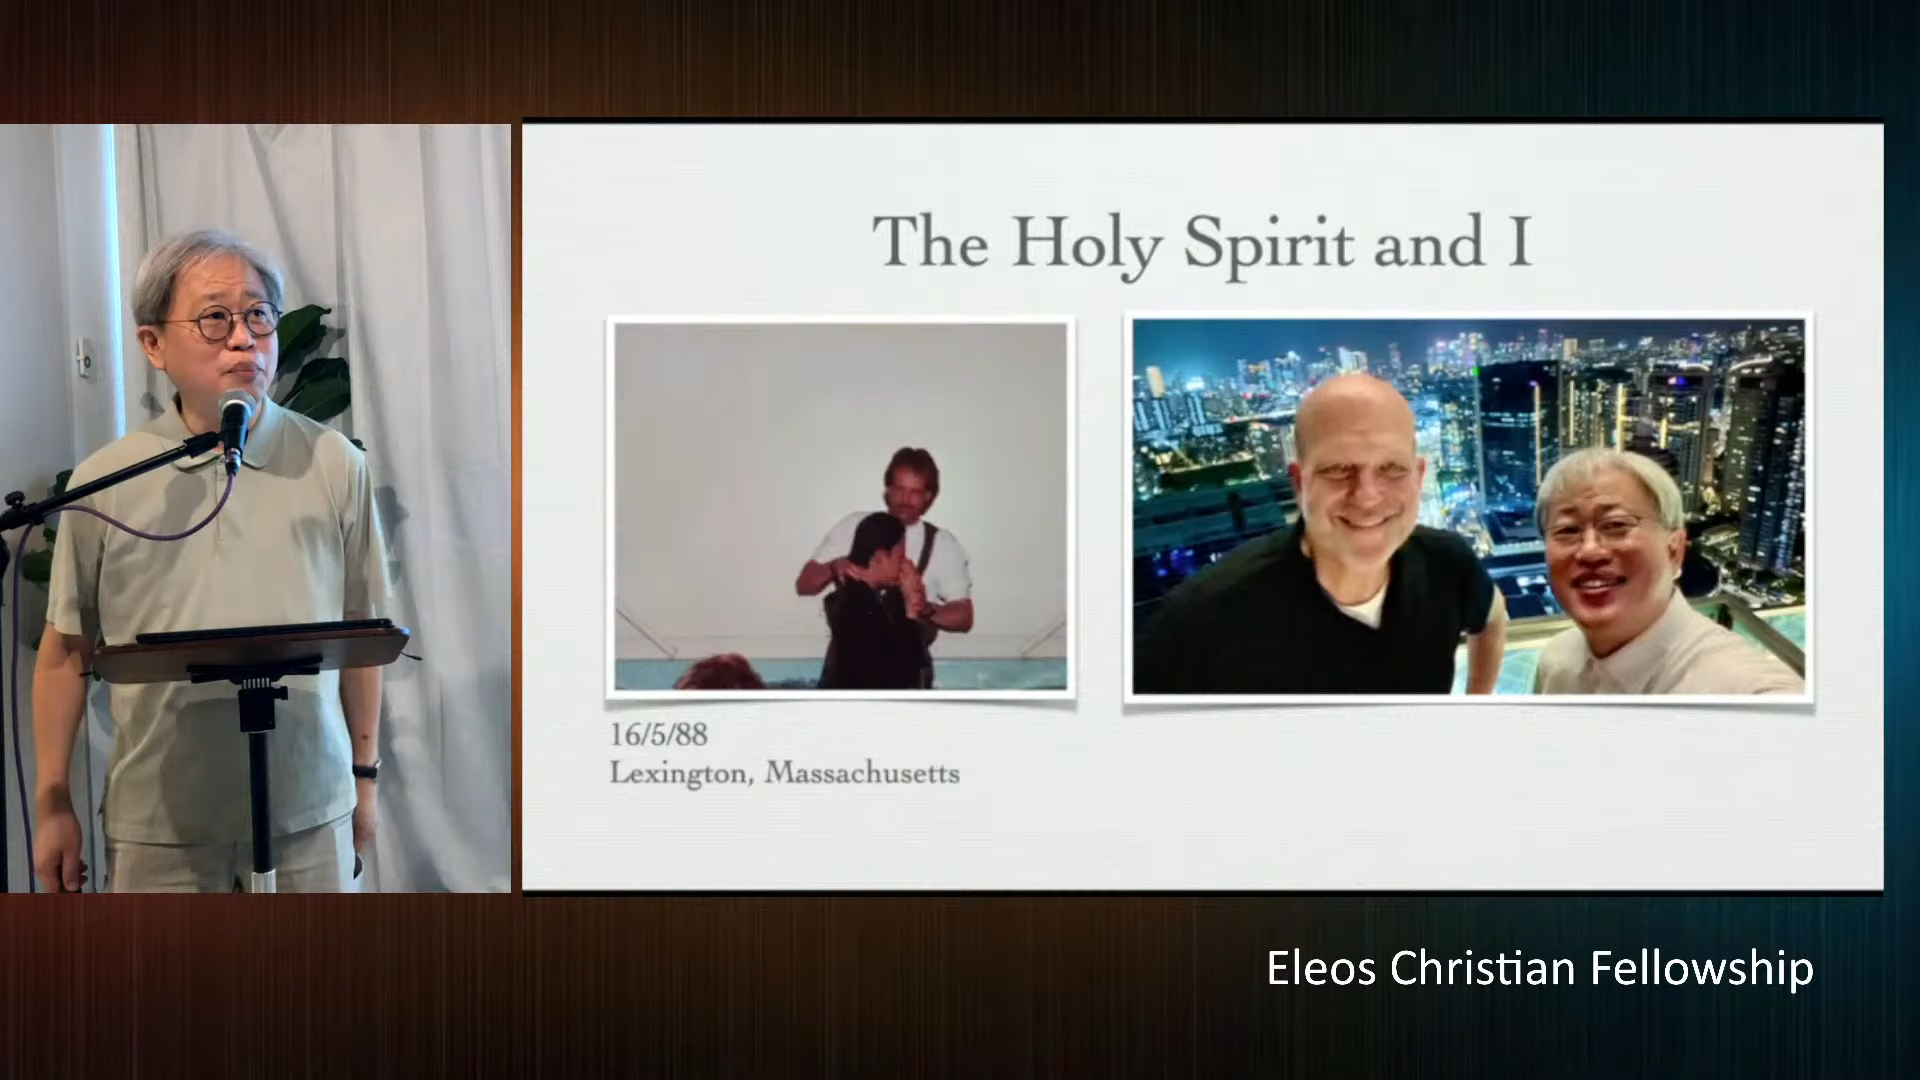 The Holy Spirit and I
16/5/88
Lexington, Massachusetts
Eleos Christian Fellowship